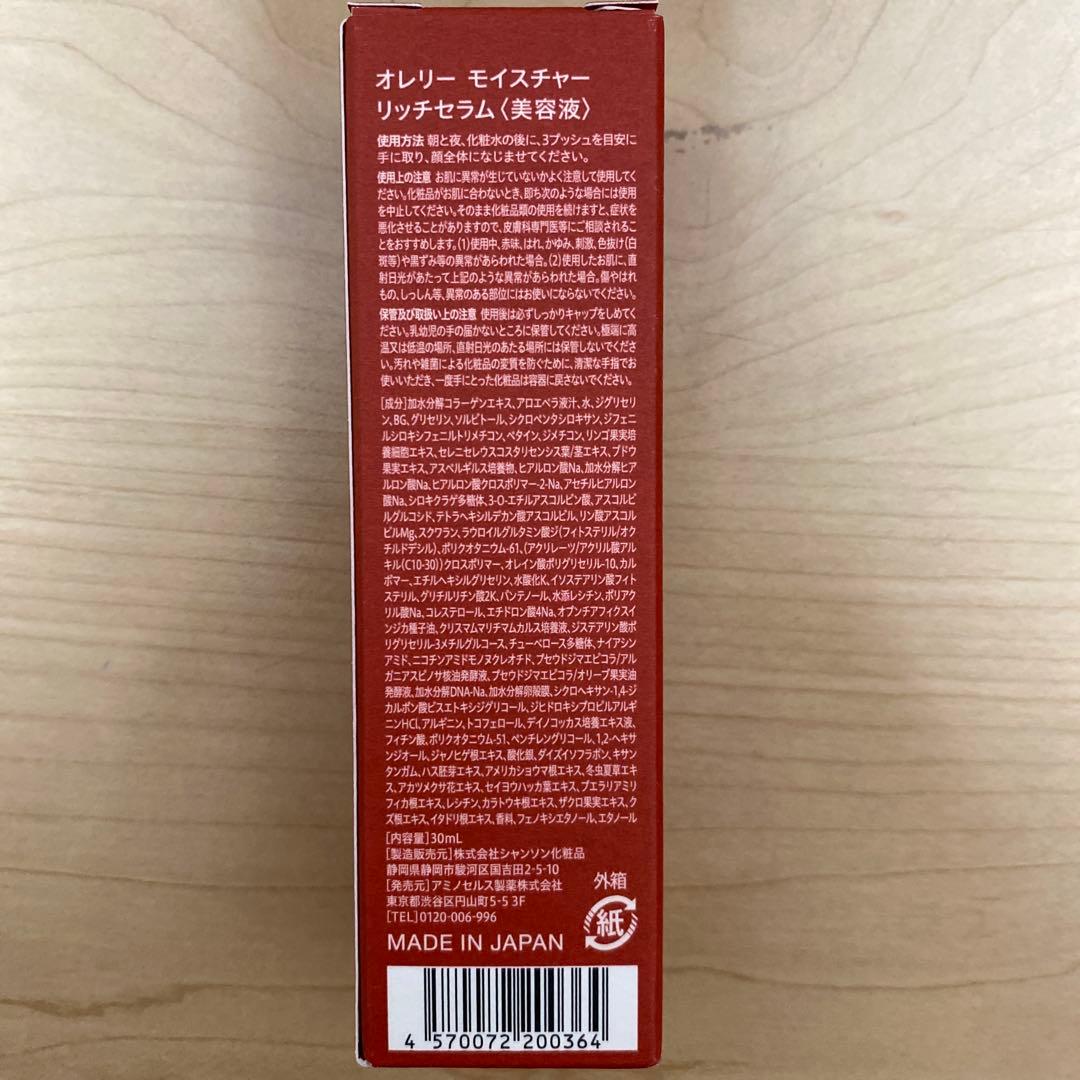 オレリー モイスチャー
リッチセラム〈美容液〉
使用方法 朝と夜、化粧水の後に、3プッシュを目安に
手に取り、顔全体になじませてください。
使用上の注意 お肌に異常が生じていないかよく注意して使用してく
ださい。化粧品がお肌に合わないとき、即ち次のような場合には使用
を中止してください。そのまま化粧品類の使用を続けますと、症状を
悪化させることがありますので、皮膚科専門医等にご相談されるこ
とをおすすめします。(1)使用中、赤味、はれ、かゆみ、刺激、色抜け(白
斑等)や黒ずみ等の異常があらわれた場合。(2)使用したお肌に、直
射日光があたって上記のような異常があらわれた場合。傷やはれ
もの、しっしん等、異常のある部位にはお使いにならないでください。
保管及び取扱い上の注意 使用後は必ずしっかりキャップをしめてく
ださい。乳幼児の手の届かないところに保管してください。極端に高
温又は低温の場所、直射日光のあたる場所には保管しないでくださ
い。汚れや雑菌による化粧品の変質を防ぐために、清潔な手指でお
使いいただき、一度手にとった化粧品は容器に戻さないでください。
[成分]加水分解コラーゲンエキス、アロエベラ液汁、水、ジグリセリ
ン、BG、グリセリン、ソルビトール、シクロペンタシロキサン、ジフェニ
ルシロキシフェニルトリメチコン、ベタイン、ジメチコン、リンゴ果実培
養細胞エキス、セレニセレウスコスタリセンシス葉/茎エキス、ブドウ
果実エキス、アスペルギルス培養物、ヒアルロン酸Na、加水分解ヒア
ルロン酸Na、ヒアルロン酸クロスポリマー-2-Na、アセチルヒアルロン
酸Na、シロキクラゲ多糖体、3-O-エチルアスコルビン酸、アスコルビ
ルグルコシド、テトラヘキシルデカン酸アスコルビル、リン酸アスコル
ビルMg、スクワラン、ラウロイルグルタミン酸ジ(フィトステリル/オク
チルドデシル)、ポリクオタニウム-61、(アクリレーツ/アクリル酸アル
キル(C10-30))クロスポリマー、オレイン酸ポリグリセリル-10、カル
ボマー、エチルヘキシルグリセリン、水酸化K、イソステアリン酸フィト
ステリル、グリチルリチン酸2K、パンテノール、水添レシチン、ポリアク
リル酸Na、コレステロール、エチドロン酸4Na、オプンチアフィクスイ
ンジカ種子油、クリスマムマリチマムカルス培養液、ジステアリン酸ポ
リグリセリル-3メチルグルコース、チューベロース多糖体、ナイアシン
アミド、ニコチンアミドモノヌクレオチド、プセウドジマエピコラ/アル
ガニアスピノサ核油発酵液、プセウドジマエピコラ/オリーブ果実油
発酵液、加水分解DNA-Na、加水分解卵殻膜、シクロヘキサン-1,4-ジ
カルボン酸ビスエトキシジグリコール、ジヒドロキシプロピルアルギ
ニンHCl、アルギニン、トコフェロール、デイノコッカス培養エキス液、
フィチン酸、ポリクオタニウム-51、ペンチレングリコール、1,2-ヘキサ
ンジオール、ジャノヒゲ根エキス、酸化銀、ダイズイソフラボン、キサン
タンガム、ハス胚芽エキス、アメリカショウマ根エキス、冬虫夏草エキ
ス、アカツメクサ花エキス、セイヨウハッカ葉エキス、プエラリアミリ
フィカ根エキス、レシチン、カラトウキ根エキス、ザクロ果実エキス、ク
ズ根エキス、イタドリ根エキス、香料、フェノキシエタノール、エタノール
[内容量]30mL
[製造販売元]株式会社シャンソン化粧品
静岡県静岡市駿河区国吉田2-5-10
[発売元]アミノセルス製薬株式会社
東京都渋谷区円山町5-5 3F
[TEL]0120-006-996
外箱
紙
MADE IN JAPAN
4 570072 200364